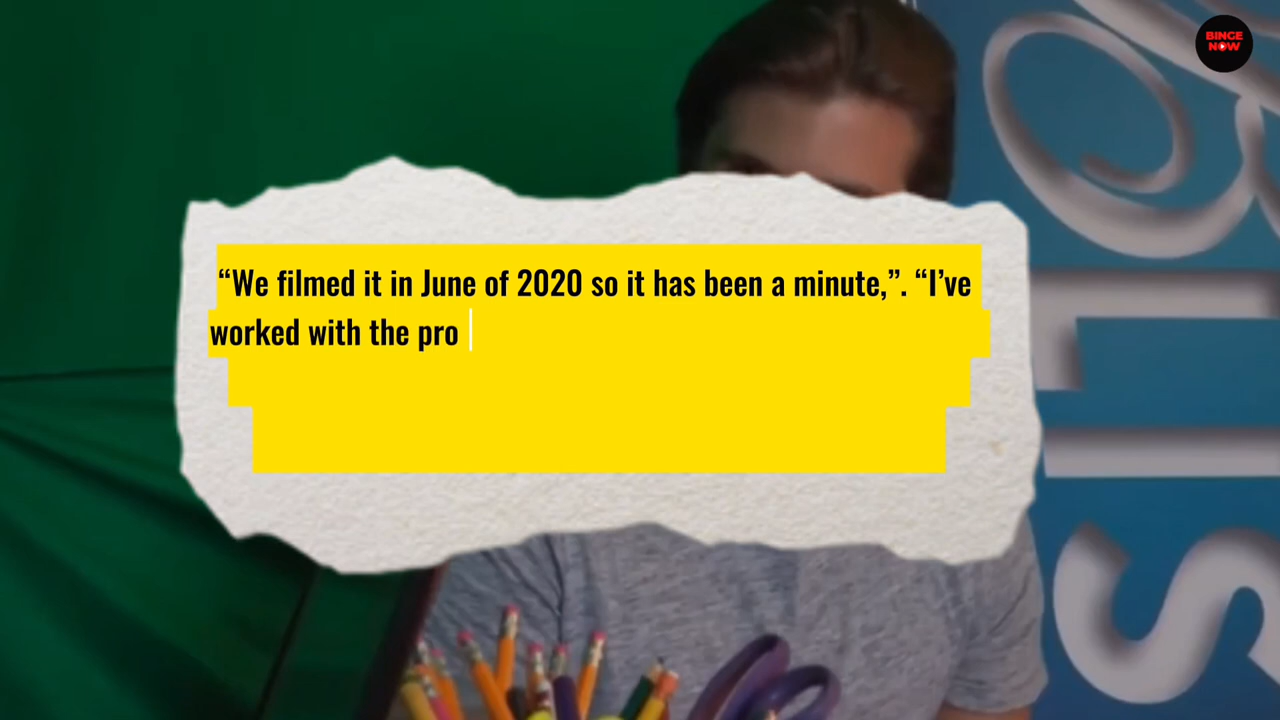 BINGE
NOW
“We filmed it in June of 2020 so it has been a minute,”. “I’ve
worked with the pro